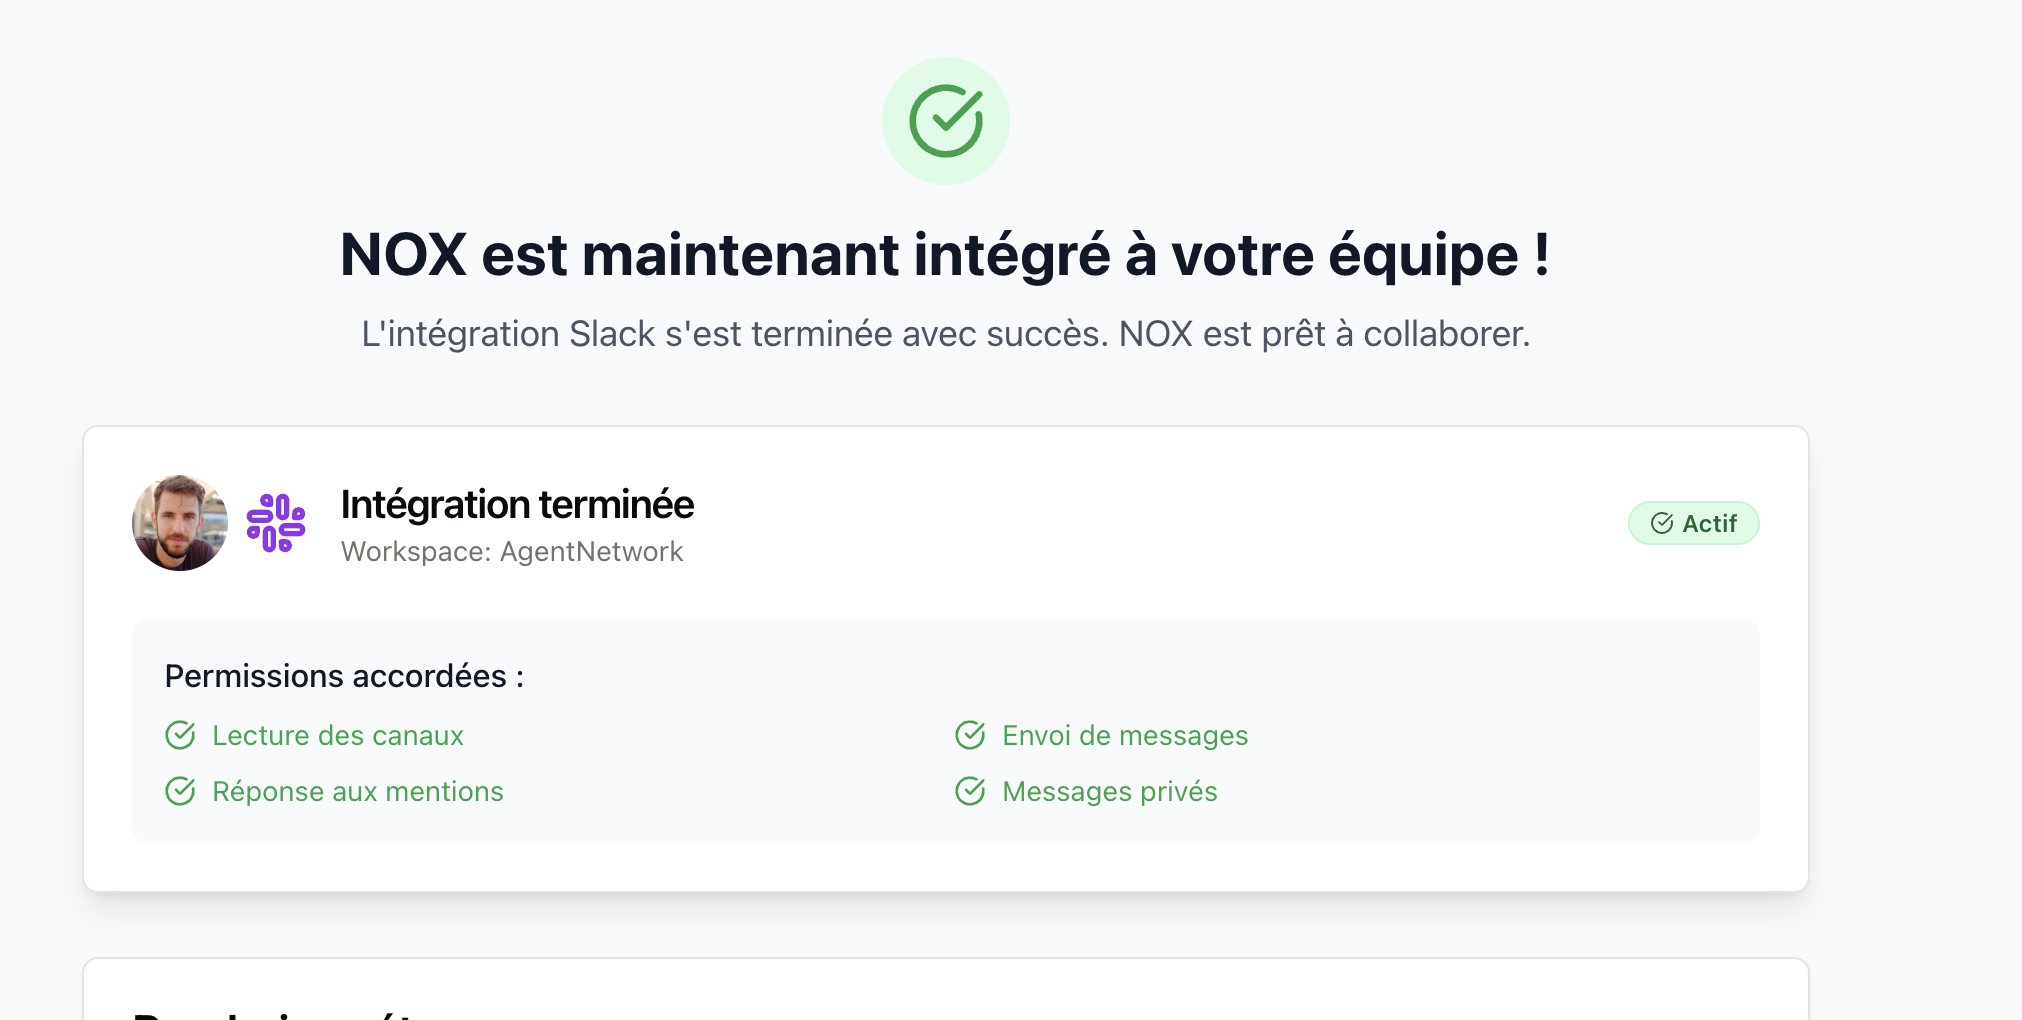 NOX est maintenant intégré à votre équipe !
L'intégration Slack s'est terminée avec succès. NOX est prêt à collaborer.
Intégration terminée
Workspace: AgentNetwork
Actif
Permissions accordées :
Lecture des canaux
Envoi de messages
Réponse aux mentions
Messages privés